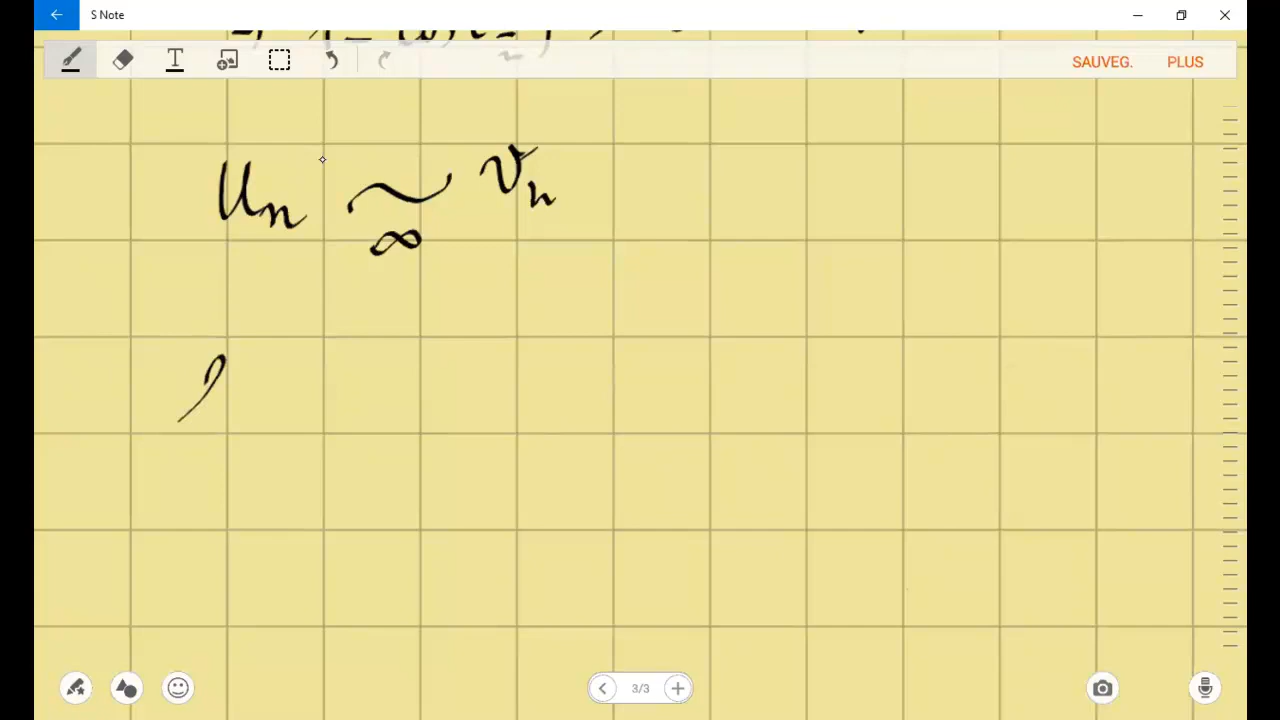 S Note
SAUVEG. PLUS
Un ~ vn
∞
3/3